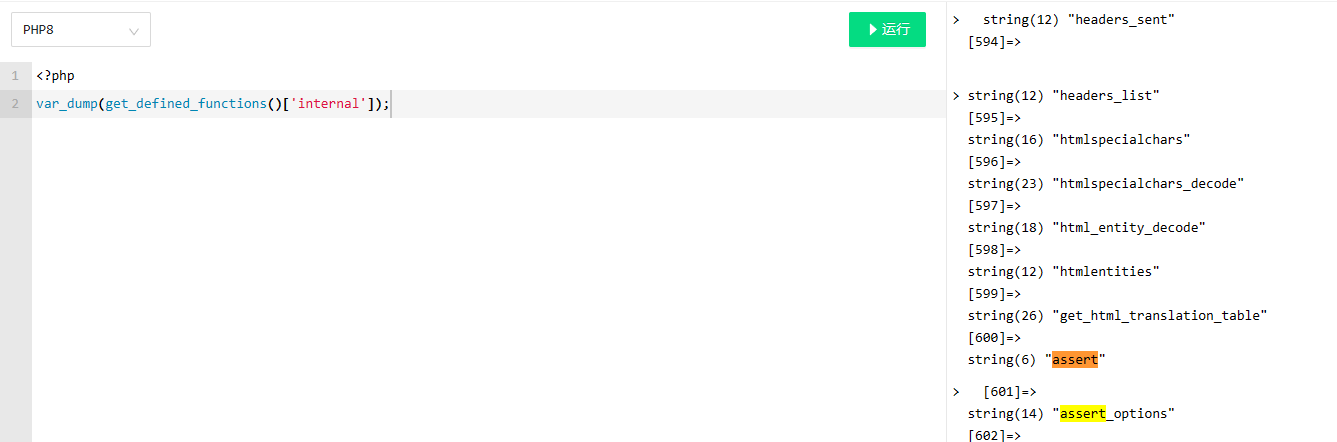 PHP8
运行
1 <?php
2 var_dump(get_defined_functions()['internal']);
> string(12) "headers_sent"
[594]=>
> string(12) "headers_list"
[595]=>
string(16) "htmlspecialchars"
[596]=>
string(23) "htmlspecialchars_decode"
[597]=>
string(18) "html_entity_decode"
[598]=>
string(12) "htmlentities"
[599]=>
string(26) "get_html_translation_table"
[600]=>
string(6) "assert"
> [601]=>
string(14) "assert_options"
[602]=>